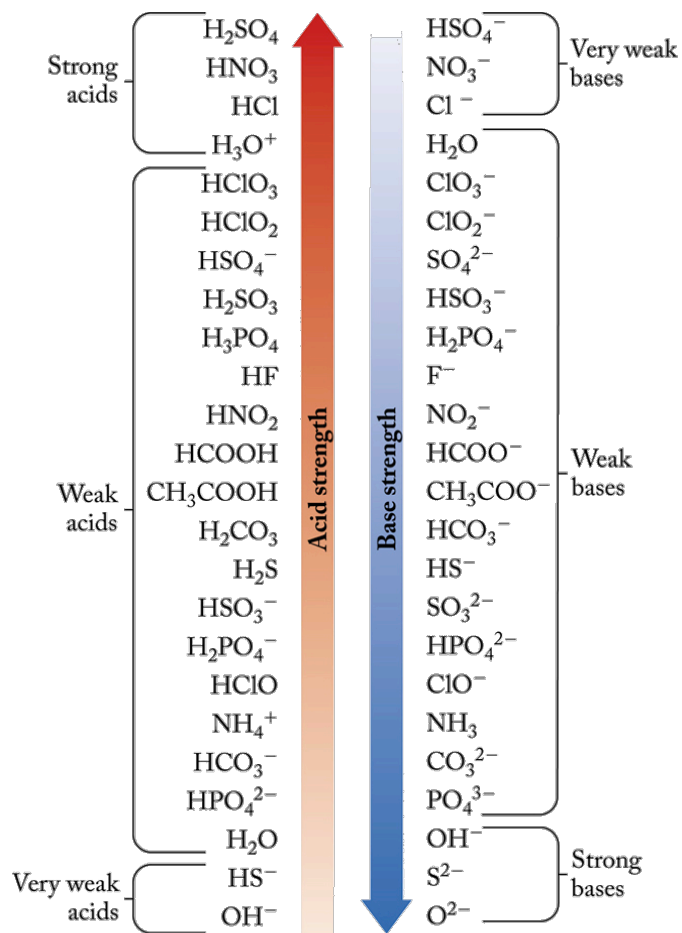 Strong
acids
H₂SO₄
HNO₃
HCl
H₃O⁺
Weak
acids
HClO₃
HClO₂
HSO₄⁻
H₂SO₃
H₃PO₄
HF
HNO₂
HCOOH
CH₃COOH
H₂CO₃
H₂S
HSO₃⁻
H₂PO₄⁻
HClO
NH₄⁺
HCO₃⁻
HPO₄²⁻
H₂O
Very weak
acids
HS⁻
OH⁻
Acid strength
Base strength
HSO₄⁻
NO₃⁻
Cl⁻
Very weak
bases
H₂O
ClO₃⁻
ClO₂⁻
SO₄²⁻
HSO₃⁻
H₂PO₄⁻
F⁻
NO₂⁻
HCOO⁻
CH₃COO⁻
HCO₃⁻
HS⁻
SO₃²⁻
HPO₄²⁻
ClO⁻
NH₃
CO₃²⁻
PO₄³⁻
Weak
bases
OH⁻
S²⁻
O²⁻
Strong
bases